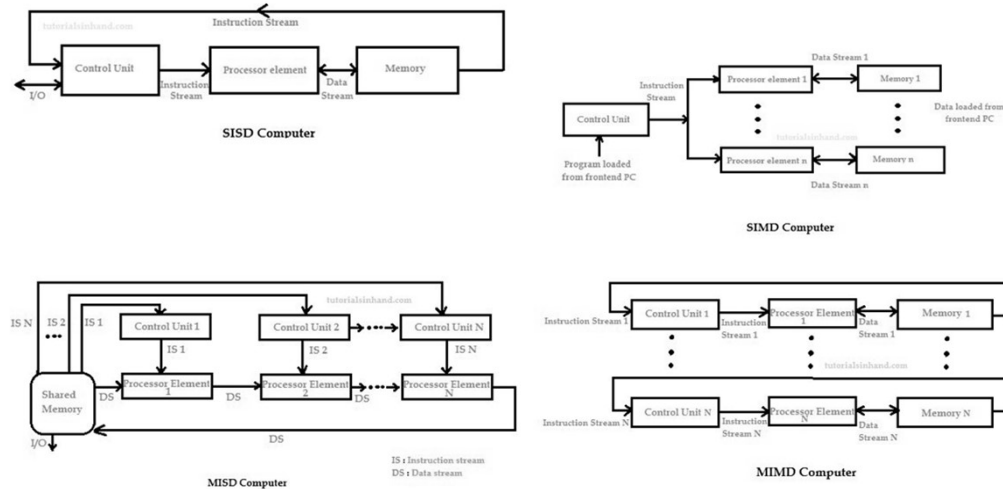 tutorialsinhand.com
Instruction Stream
Control Unit
Processor element
Memory
I/O
Instruction
Stream
Data
Stream
SISD Computer
Data Stream 1
Processor element 1
Memory 1
Instruction
Stream
Control Unit
tutorialsinhand.com
Data loaded from
frontend PC
Program loaded
from frontend PC
Processor element n
Memory n
Data Stream n
SIMD Computer
tutorialsinhand.com
IS N
IS 2
IS 1
Control Unit 1
Control Unit 2
Control Unit N
IS 1
IS 2
IS N
Shared
Memory
DS
Processor Element
1
DS
Processor Element
2
DS
Processor Element
N
DS
I/O
IS : Instruction stream
DS : Data stream
MISD Computer
Instruction Stream 1
Control Unit 1
Instruction
Stream 1
Processor Element
1
Data
Stream 1
Memory 1
tutorialsinhand.com
Instruction Stream N
Control Unit N
Instruction
Stream N
Processor Element
N
Data
Stream N
Memory N
MIMD Computer